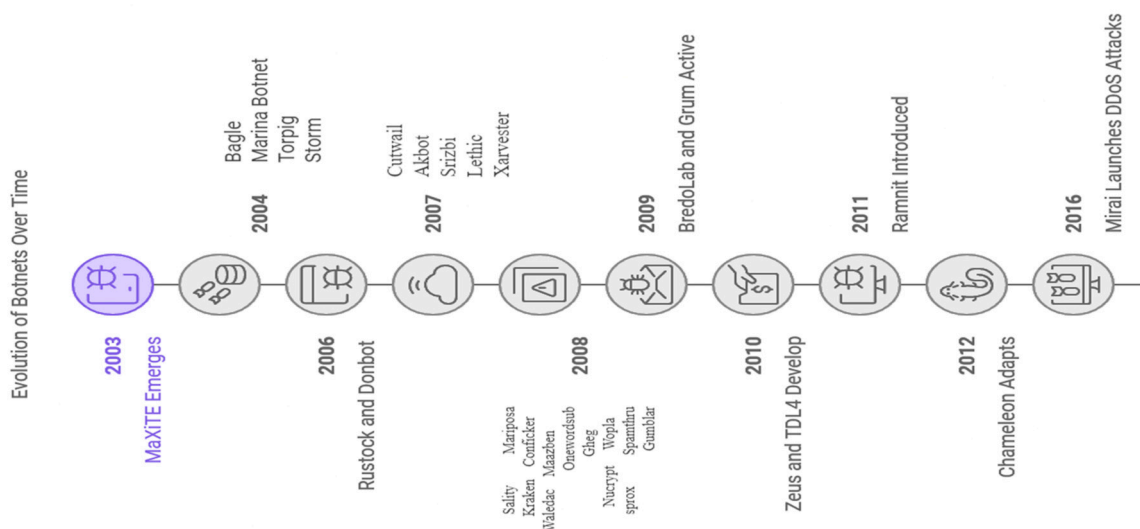 Evolution of Botnets Over Time
2003
MaXiTE Emerges
2004
Bagle
Marina Botnet
Torpig
Storm
2006
Rustock and Donbot
2007
Cutwail
Akbot
Srizbi
Lethic
Xarvester
2008
Sality Mariposa
Kraken Conficker
Waledac Maazben
Onewordsub
Gheg
Nucrypt Wopla
sprox Spamthru
Gumblar
2009
BredoLab and Grum Active
2010
Zeus and TDL4 Develop
2011
Ramnit Introduced
2012
Chameleon Adapts
2016
Mirai Launches DDoS Attacks